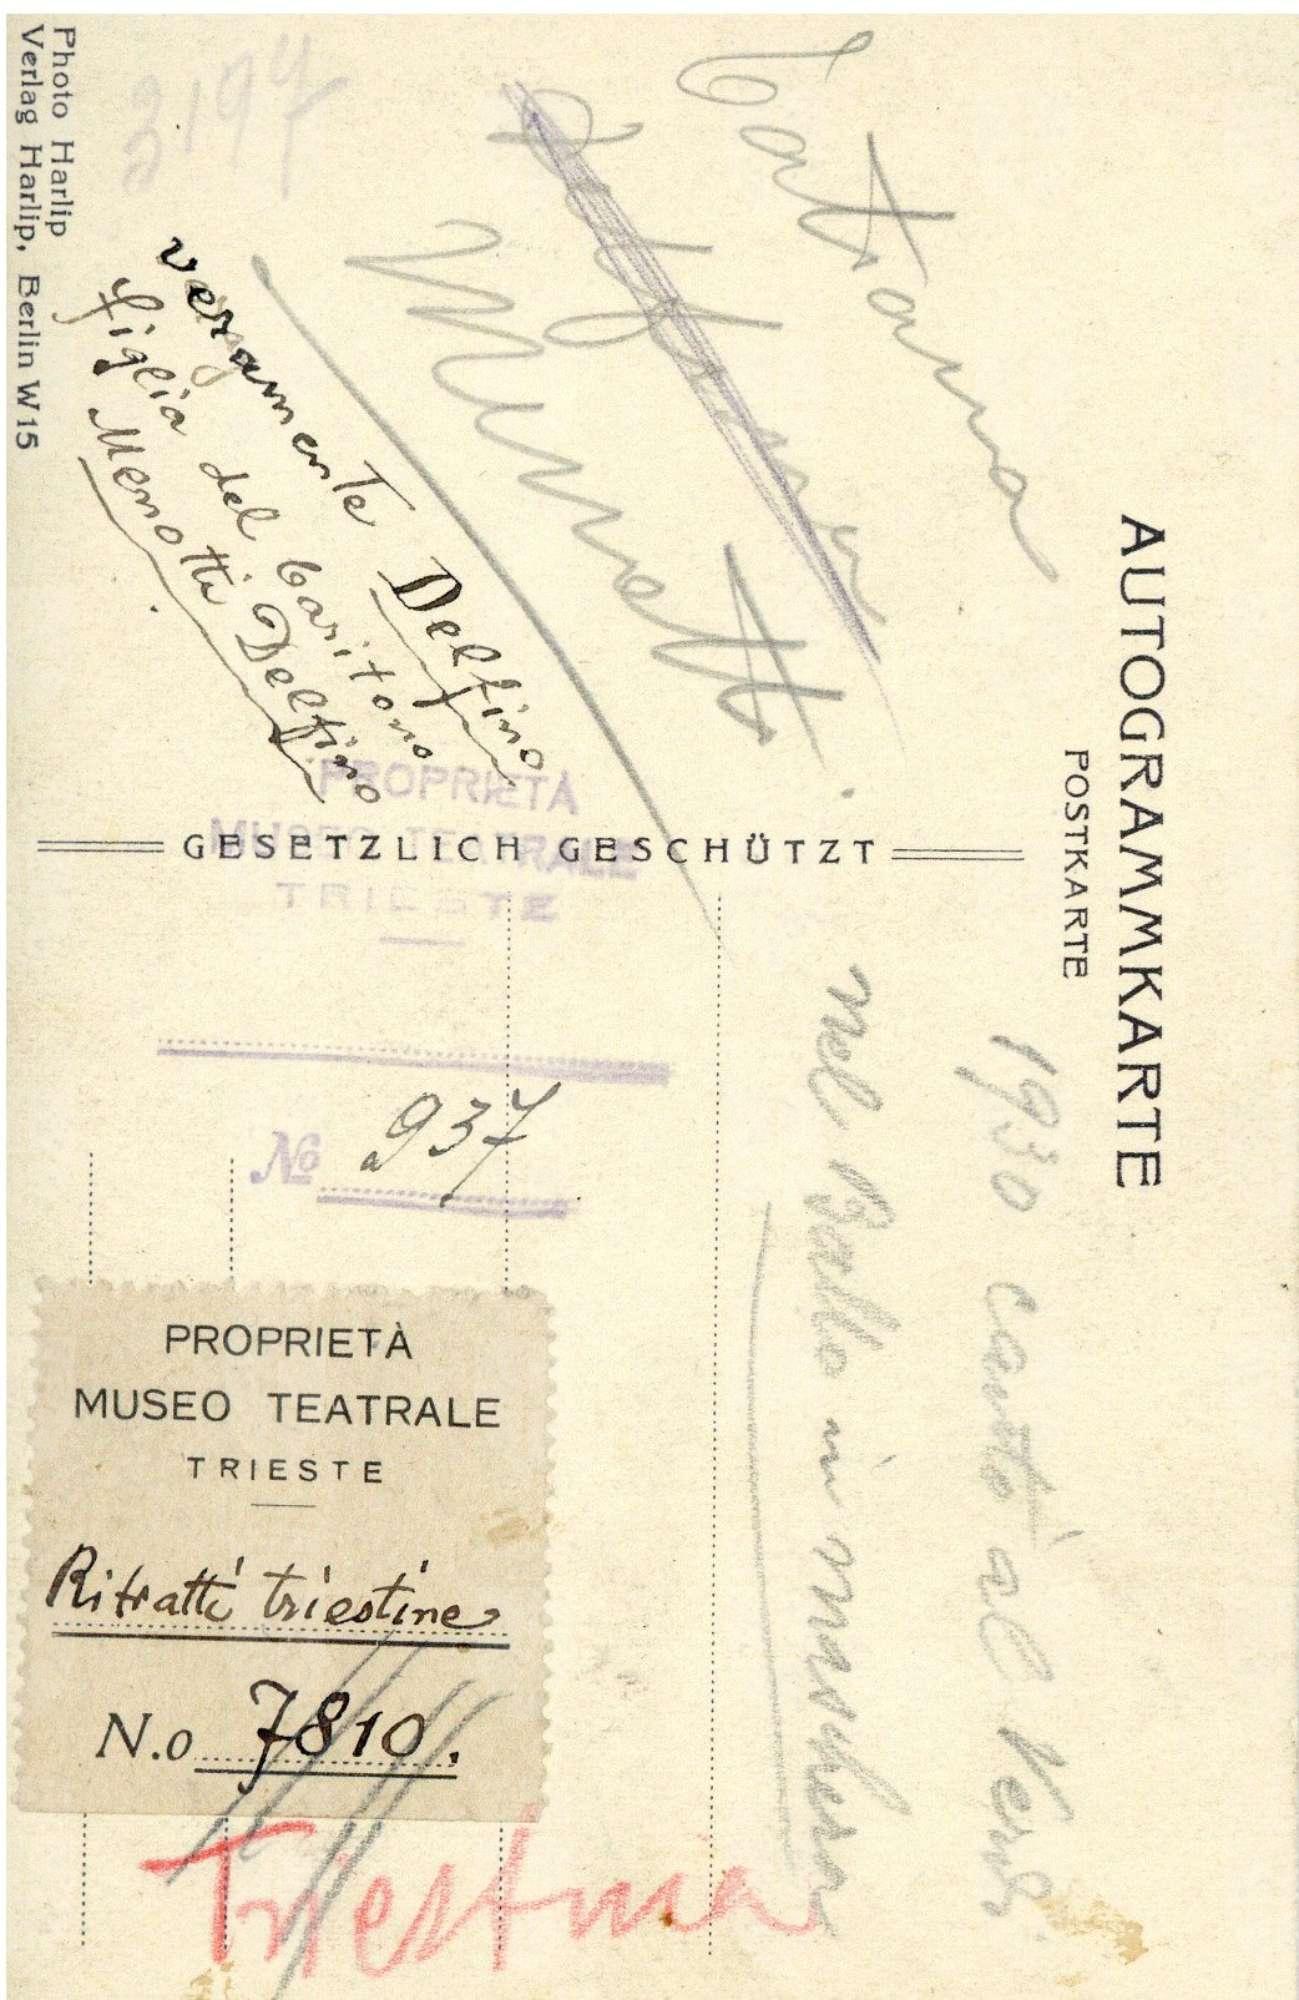 AUTOGRAMMKARTE
POSTKARTE
Tatiana
Menotti.
veramente Delfino
figlia del baritono
Menotti Delfino
Photo Harlip
Verlag Harlip, Berlin W 15
3197
GESETZLICH GESCHÜTZT
1930 cantò al Verdi
nel Ballo in maschera
PROPRIETÀ
MUSEO TEATRALE
TRIESTE
No 937
PROPRIETÀ
MUSEO TEATRALE
TRIESTE
Ritratti triestine
N.o 7810.
Triestina